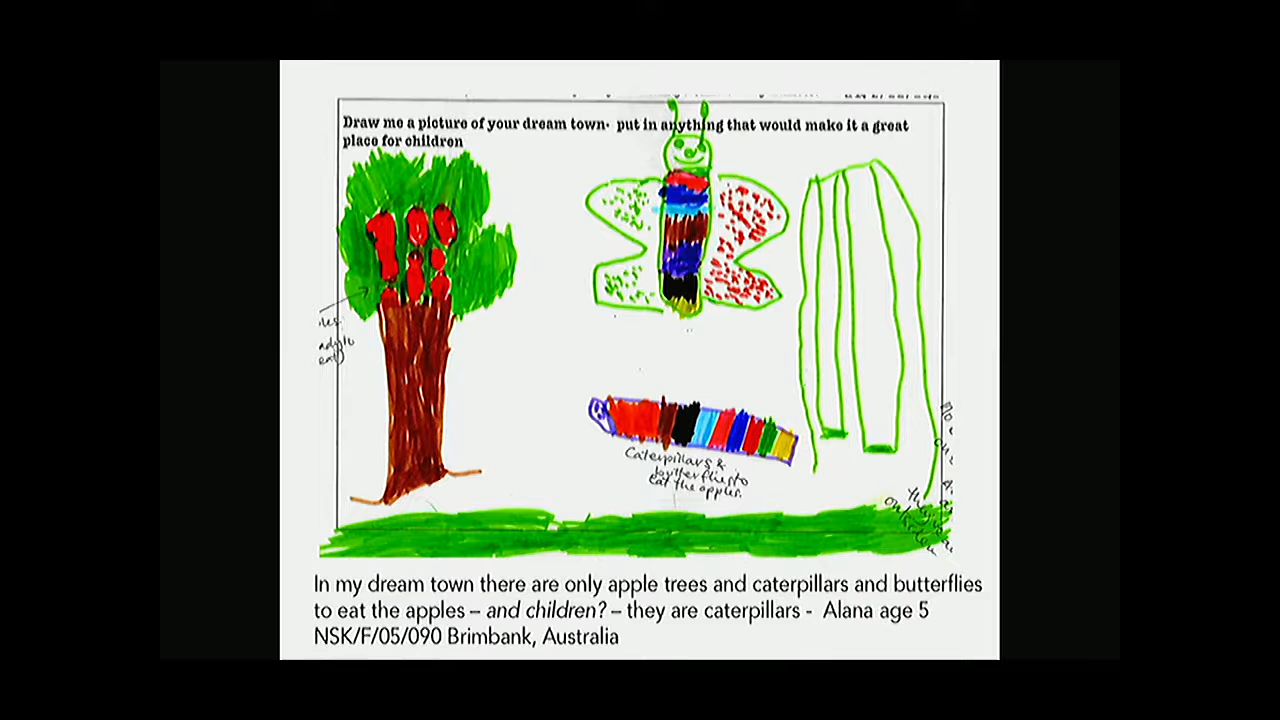 Draw me a picture of your dream town- put in anything that would make it a great
place for children
Caterpillars &
butterflies to
eat the apples.
In my dream town there are only apple trees and caterpillars and butterflies
to eat the apples – and children? – they are caterpillars - Alana age 5
NSK/F/05/090 Brimbank, Australia